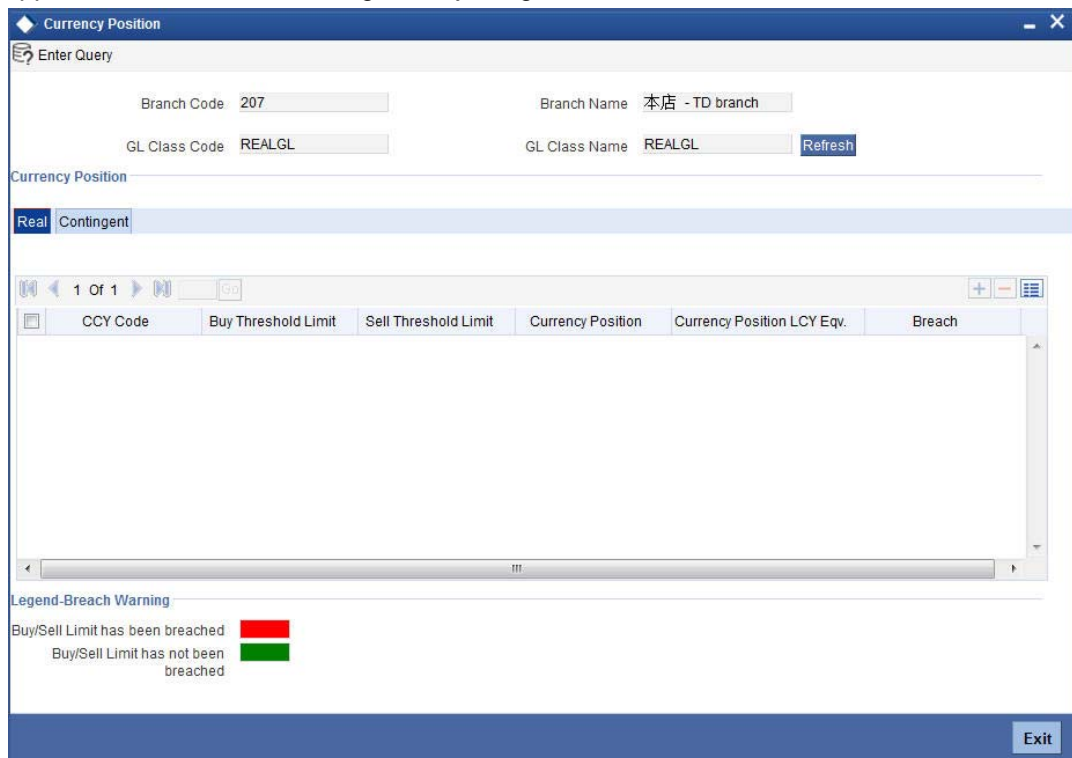 Currency Position
Enter Query
Branch Code 207 Branch Name 本店 - TD branch
GL Class Code REALGL GL Class Name REALGL Refresh
Currency Position
Real Contingent
1 Of 1 Go
CCY Code Buy Threshold Limit Sell Threshold Limit Currency Position Currency Position LCY Eqv. Breach
Legend-Breach Warning
Buy/Sell Limit has been breached
Buy/Sell Limit has not been
breached
Exit